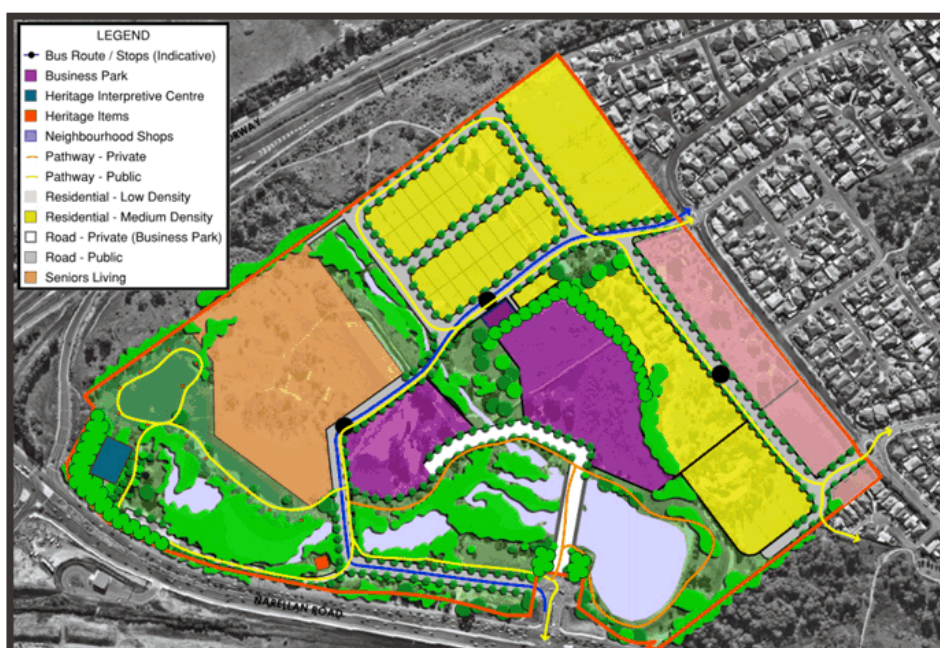 LEGEND
Bus Route / Stops (Indicative)
Business Park
Heritage Interpretive Centre
Heritage Items
Neighbourhood Shops
Pathway - Private
Pathway - Public
Residential - Low Density
Residential - Medium Density
Road - Private (Business Park)
Road - Public
Seniors Living
NARELLAN ROAD